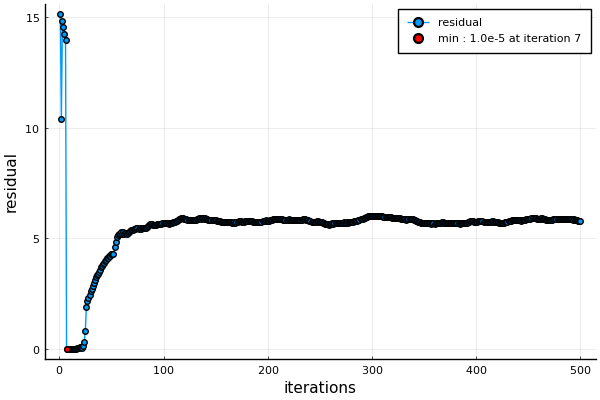 residual
min : 1.0e-5 at iteration 7
15
10
5
0
residual
0 100 200 300 400 500
iterations